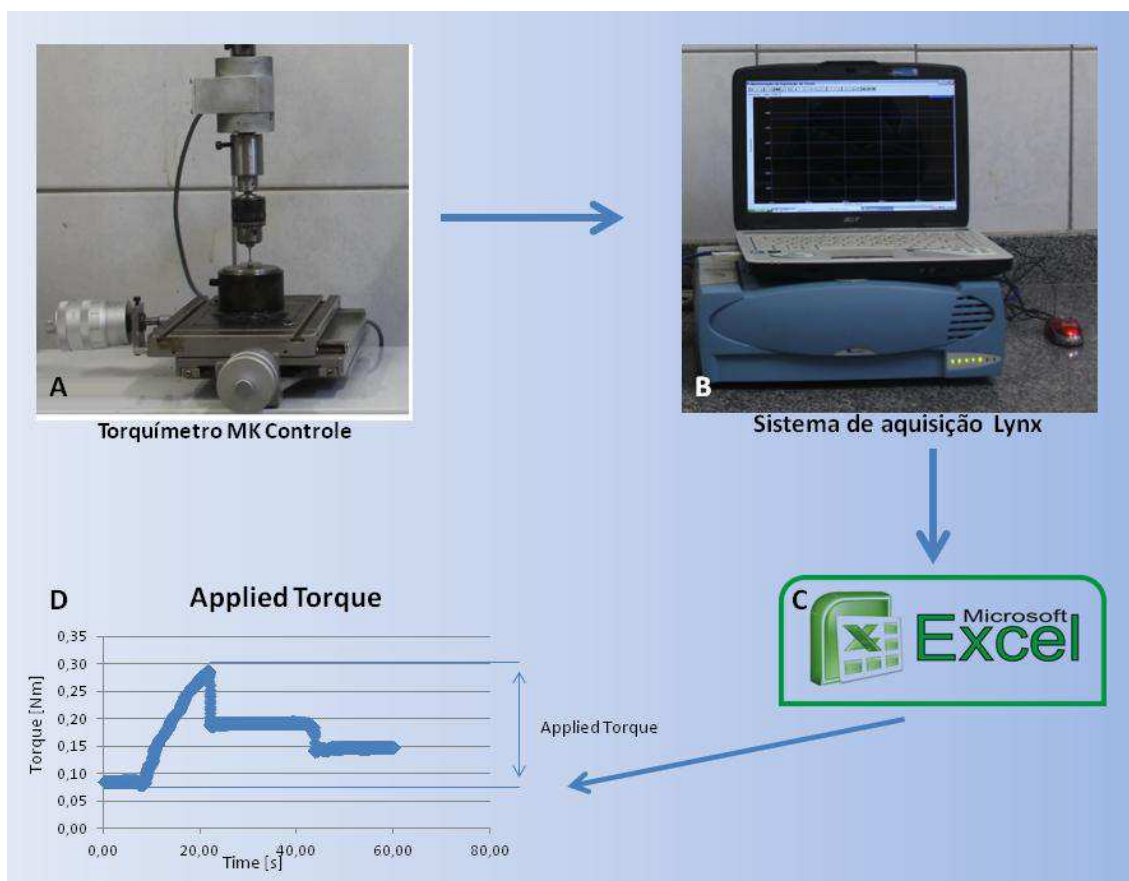 A
Torquímetro MK Controle
B
Sistema de aquisição Lynx
C
Microsoft
Excel
D
Applied Torque
0,35
0,30
0,25
0,20
0,15
0,10
0,05
0,00
Torque [Nm]
0,00
20,00
40,00
60,00
80,00
Time [s]
Applied Torque
acer